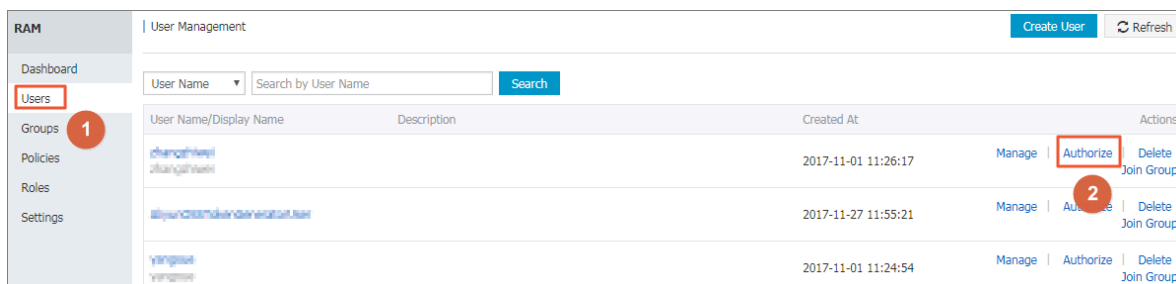 RAM
User Management
Create User
Refresh
Dashboard
Users
Groups
Policies
Roles
Settings
1
User Name
Search by User Name
Search
User Name/Display Name Description Created At Actions
2017-11-01 11:26:17 Manage | Authorize | Delete
Join Group
2
2017-11-27 11:55:21 Manage | | Delete
Join Group
2017-11-01 11:24:54 Manage | Authorize | Delete
Join Group